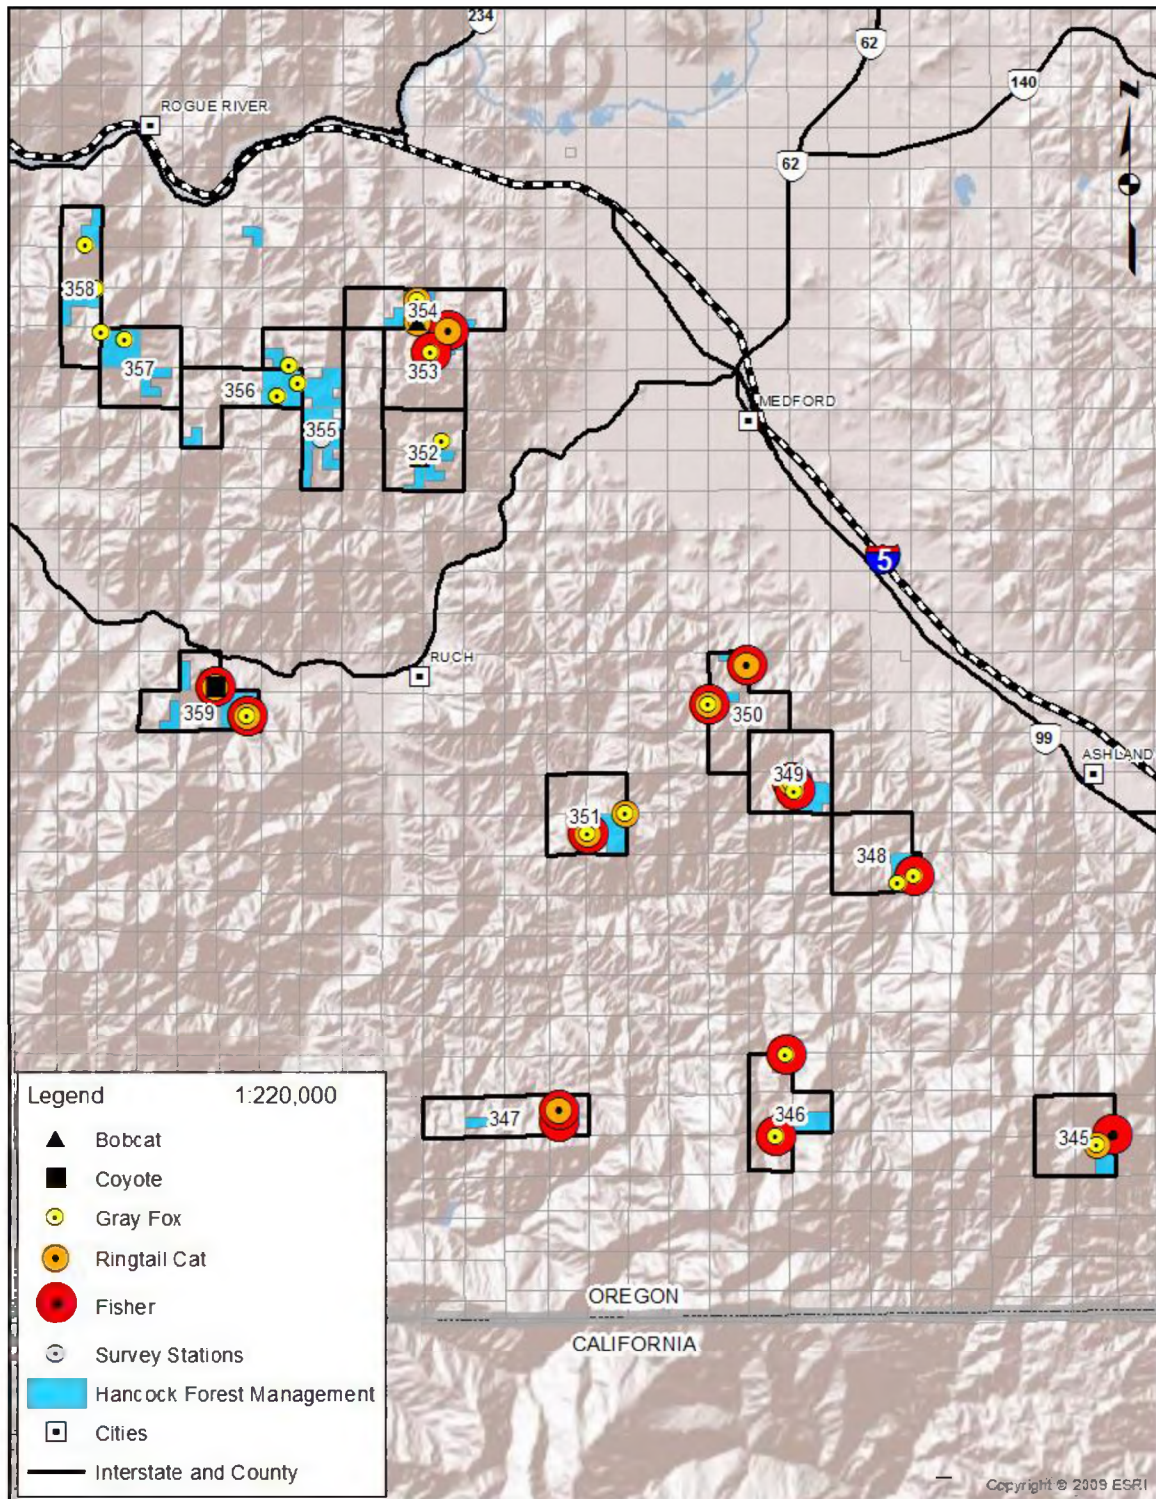 234
62
140
ROGUE RIVER
62
358
354
357
353
356
355
352
MEDFORD
5
RUCH
359
350
99
ASHLAND
349
351
348
Legend 1:220,000
Bobcat
Coyote
Gray Fox
Ringtail Cat
Fisher
Survey Stations
Hancock Forest Management
Cities
Interstate and County
347
346
345
OREGON
CALIFORNIA
Copyright © 2009 ESRI
N